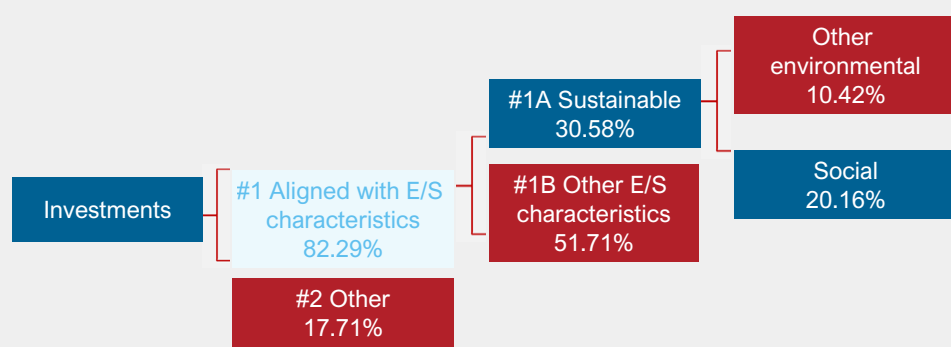 Investments
#1 Aligned with E/S
characteristics
82.29%
#2 Other
17.71%
#1A Sustainable
30.58%
#1B Other E/S
characteristics
51.71%
Other
environmental
10.42%
Social
20.16%